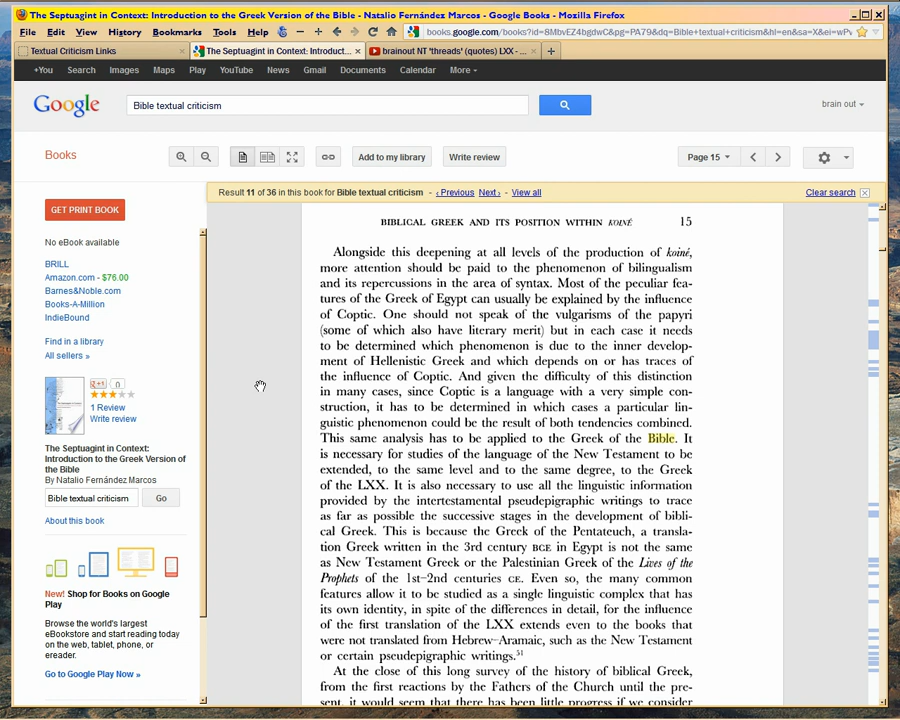 The Septuagint in Context: Introduction to the Greek Version of the Bible - Natalio Fernández Marcos - Google Books - Mozilla Firefox
File Edit View History Bookmarks Tools Help
books.google.com/books?id=8MbvEZ4bgdwC&pg=PA79&dq=Bible+textual+criticism&hl=en&sa=X&ei=wPv
Textual Criticism Links
The Septuagint in Context: Introduct...
brainout NT 'threads' (quotes) LXX - ...
+You Search Images Maps Play YouTube News Gmail Documents Calendar More
Google
Bible textual criticism
brain out
Books
Add to my library
Write review
Page 15
Result 11 of 36 in this book for Bible textual criticism - ‹ Previous Next › - View all
Clear search
GET PRINT BOOK
No eBook available
BRILL
Amazon.com - $76.00
Barnes&Noble.com
Books-A-Million
IndieBound
Find in a library
All sellers »
+1 0
1 Review
Write review
The Septuagint in Context:
Introduction to the Greek Version of
the Bible
By Natalio Fernández Marcos
Bible textual criticism
Go
About this book
New! Shop for Books on Google
Play
Browse the world's largest
eBookstore and start reading today
on the web, tablet, phone, or
ereader.
Go to Google Play Now »
BIBLICAL GREEK AND ITS POSITION WITHIN KOINÉ 15
Alongside this deepening at all levels of the production of koiné,
more attention should be paid to the phenomenon of bilingualism
and its repercussions in the area of syntax. Most of the peculiar fea-
tures of the Greek of Egypt can usually be explained by the influence
of Coptic. One should not speak of the vulgarisms of the papyri
(some of which also have literary merit) but in each case it needs
to be determined which phenomenon is due to the inner develop-
ment of Hellenistic Greek and which depends on or has traces of
the influence of Coptic. And given the difficulty of this distinction
in many cases, since Coptic is a language with a very simple con-
struction, it has to be determined in which cases a particular lin-
guistic phenomenon could be the result of both tendencies combined.
This same analysis has to be applied to the Greek of the Bible. It
is necessary for studies of the language of the New Testament to be
extended, to the same level and to the same degree, to the Greek
of the LXX. It is also necessary to use all the linguistic information
provided by the intertestamental pseudepigraphic writings to trace
as far as possible the successive stages in the development of bibli-
cal Greek. This is because the Greek of the Pentateuch, a transla-
tion Greek written in the 3rd century BCE in Egypt is not the same
as New Testament Greek or the Palestinian Greek of the Lives of the
Prophets of the 1st–2nd centuries CE. Even so, the many common
features allow it to be studied as a single linguistic complex that has
its own identity, in spite of the differences in detail, for the influence
of the first translation of the LXX extends even to the books that
were not translated from Hebrew–Aramaic, such as the New Testament
or certain pseudepigraphic writings.51
At the close of this long survey of the history of biblical Greek,
from the first reactions by the Fathers of the Church until the pre-
sent, it would seem that there has been little progress if we consider